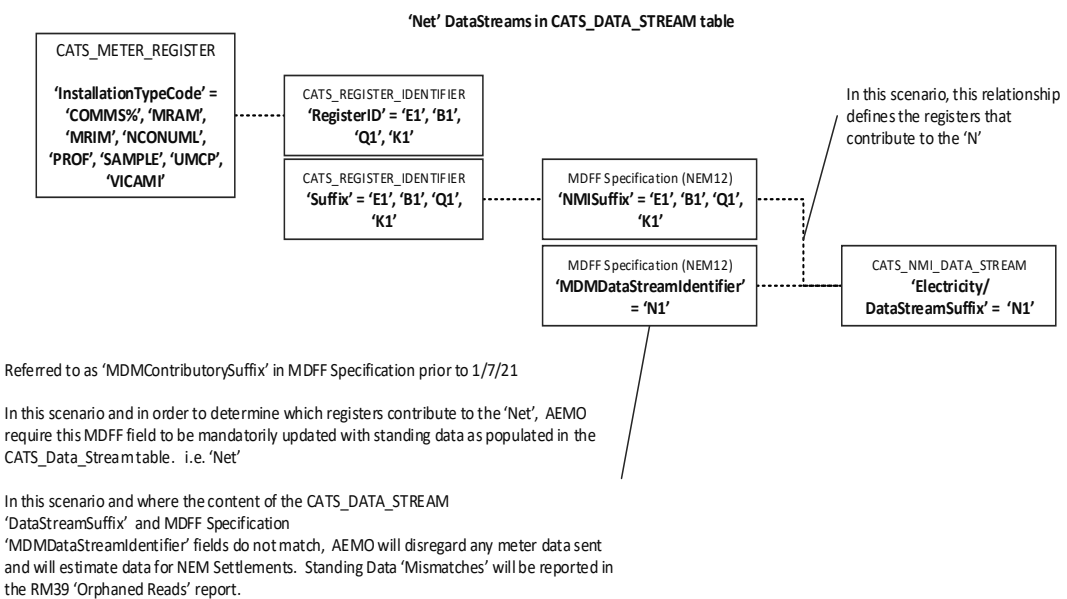 ‘Net’ DataStreams in CATS_DATA_STREAM table
CATS_METER_REGISTER
‘InstallationTypeCode’ =
‘COMMS%’, ‘MRAM’,
‘MRIM’, ‘NCONUML’,
‘PROF’, ‘SAMPLE’, ‘UMCP’,
‘VICAMI’
CATS_REGISTER_IDENTIFIER
‘RegisterID’ = ‘E1’, ‘B1’,
‘Q1’, ‘K1’
CATS_REGISTER_IDENTIFIER
‘Suffix’ = ‘E1’, ‘B1’, ‘Q1’,
‘K1’
MDFF Specification (NEM12)
‘NMISuffix’ = ‘E1’, ‘B1’, ‘Q1’,
‘K1’
MDFF Specification (NEM12)
‘MDMDataStreamIdentifier’
= ‘N1’
In this scenario, this relationship
defines the registers that
contribute to the ‘N’
CATS_NMI_DATA_STREAM
‘Electricity/
DataStreamSuffix’ = ‘N1’
Referred to as ‘MDMContributorySuffix’ in MDFF Specification prior to 1/7/21
In this scenario and in order to determine which registers contribute to the ‘Net’, AEMO
require this MDFF field to be mandatorily updated with standing data as populated in the
CATS_Data_Stream table. i.e. ‘Net’
In this scenario and where the content of the CATS_DATA_STREAM
‘DataStreamSuffix’ and MDFF Specification
‘MDMDataStreamIdentifier’ fields do not match, AEMO will disregard any meter data sent
and will estimate data for NEM Settlements. Standing Data ‘Mismatches’ will be reported in
the RM39 ‘Orphaned Reads’ report.